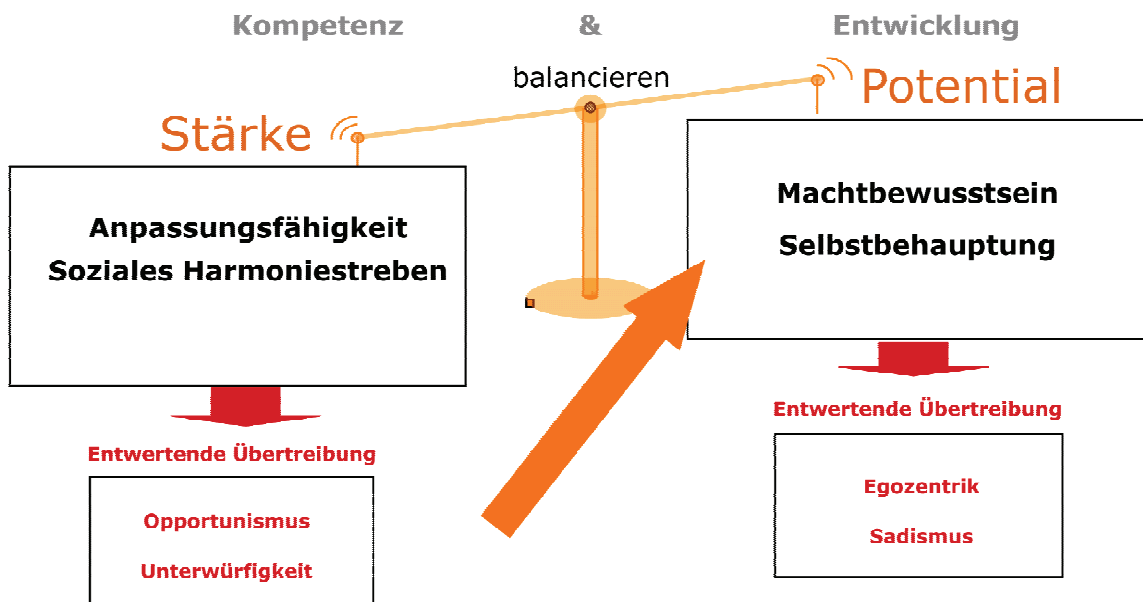 Kompetenz & Entwicklung
balancieren
Stärke
Potential
Anpassungsfähigkeit
Soziales Harmoniestreben
Machtbewusstsein
Selbstbehauptung
Entwertende Übertreibung
Opportunismus
Unterwürfigkeit
Entwertende Übertreibung
Egozentrik
Sadismus